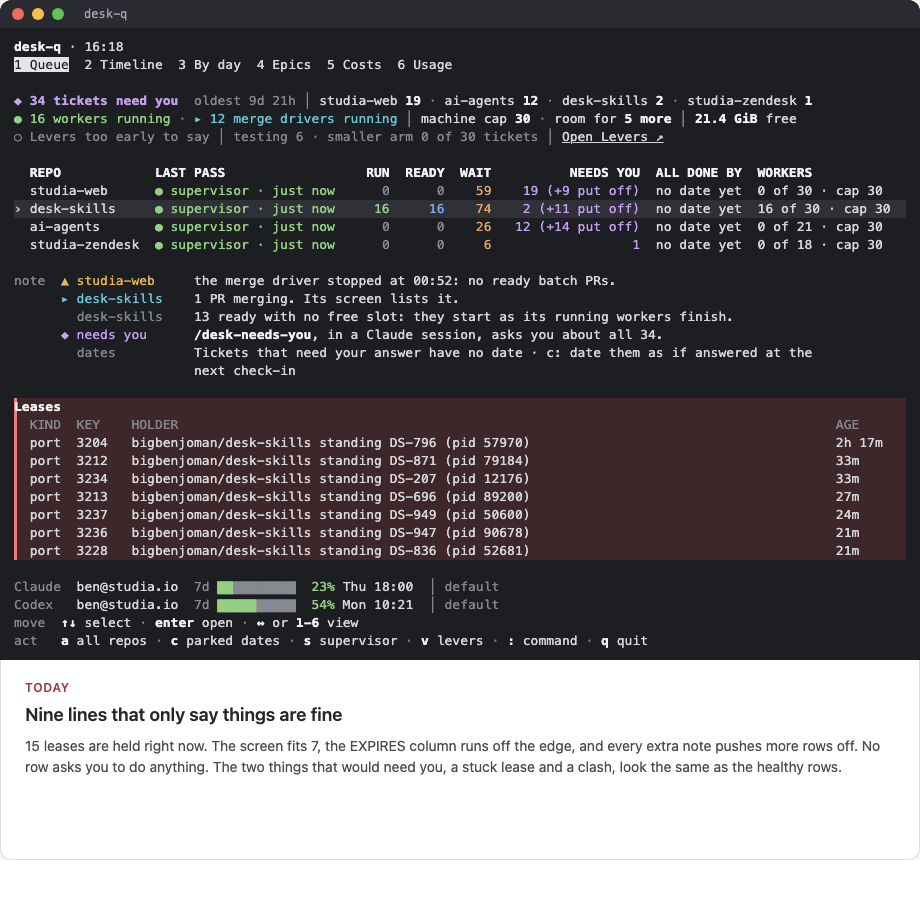 desk-q
desk-q · 16:18
1 Queue 2 Timeline 3 By day 4 Epics 5 Costs 6 Usage
◆ 34 tickets need you oldest 9d 21h │ studia-web 19 · ai-agents 12 · desk-skills 2 · studia-zendesk 1
● 16 workers running · ▸ 12 merge drivers running │ machine cap 30 · room for 5 more │ 21.4 GiB free
○ Levers too early to say │ testing 6 · smaller arm 0 of 30 tickets │ Open Levers ↗
REPO LAST PASS RUN READY WAIT NEEDS YOU ALL DONE BY WORKERS
studia-web ● supervisor · just now 0 0 59 19 (+9 put off) no date yet 0 of 30 · cap 30
› desk-skills ● supervisor · just now 16 16 74 2 (+11 put off) no date yet 16 of 30 · cap 30
ai-agents ● supervisor · just now 0 0 26 12 (+14 put off) no date yet 0 of 21 · cap 30
studia-zendesk ● supervisor · just now 0 0 6 1 no date yet 0 of 18 · cap 30
note ▲ studia-web the merge driver stopped at 00:52: no ready batch PRs.
▸ desk-skills 1 PR merging. Its screen lists it.
desk-skills 13 ready with no free slot: they start as its running workers finish.
◆ needs you /desk-needs-you, in a Claude session, asks you about all 34.
dates Tickets that need your answer have no date · c: date them as if answered at the
next check-in
Leases
KIND KEY HOLDER AGE
port 3204 bigbenjoman/desk-skills standing DS-796 (pid 57970) 2h 17m
port 3212 bigbenjoman/desk-skills standing DS-871 (pid 79184) 33m
port 3234 bigbenjoman/desk-skills standing DS-207 (pid 12176) 33m
port 3213 bigbenjoman/desk-skills standing DS-696 (pid 89200) 27m
port 3237 bigbenjoman/desk-skills standing DS-949 (pid 50600) 24m
port 3236 bigbenjoman/desk-skills standing DS-947 (pid 90678) 21m
port 3228 bigbenjoman/desk-skills standing DS-836 (pid 52681) 21m
Claude ben@studia.io 7d 23% Thu 18:00 │ default
Codex ben@studia.io 7d 54% Mon 10:21 │ default
move ↑↓ select · enter open · ↔ or 1-6 view
act a all repos · c parked dates · s supervisor · v levers · : command · q quit
TODAY
Nine lines that only say things are fine
15 leases are held right now. The screen fits 7, the EXPIRES column runs off the edge, and every extra note pushes more rows off. No
row asks you to do anything. The two things that would need you, a stuck lease and a clash, look the same as the healthy rows.